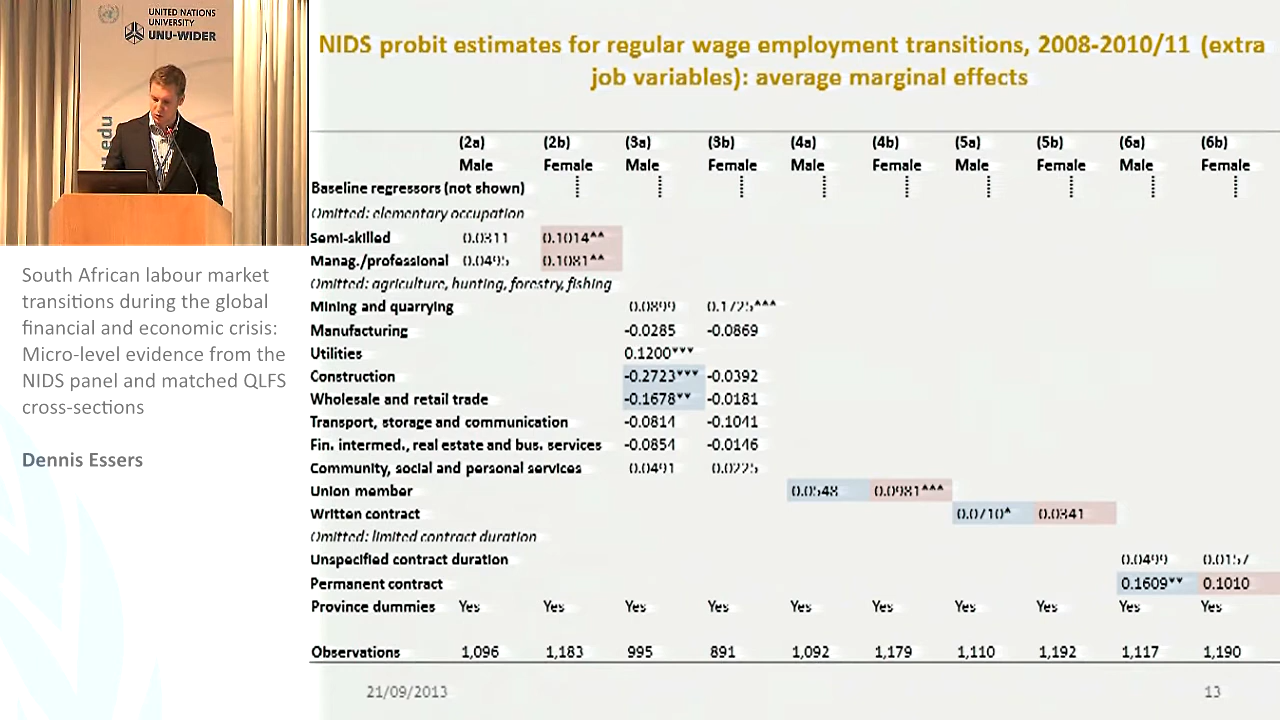 UNITED NATIONS
UNIVERSITY
UNU-WIDER
u.edu
South African labour market
transitions during the global
financial and economic crisis:
Micro-level evidence from the
NIDS panel and matched QLFS
cross-sections
Dennis Essers
NIDS probit estimates for regular wage employment transitions, 2008-2010/11 (extra
job variables): average marginal effects
(2a) (2b) (3a) (3b) (4a) (4b) (5a) (5b) (6a) (6b)
Male Female Male Female Male Female Male Female Male Female
Baseline regressors (not shown)
Omitted: elementary occupation
Semi-skilled 0.0311 0.1014**
Manag./professional 0.0495 0.1081**
Omitted: agriculture, hunting, forestry, fishing
Mining and quarrying 0.0899 0.1725***
Manufacturing -0.0285 -0.0869
Utilities 0.1200***
Construction -0.2723*** -0.0392
Wholesale and retail trade -0.1678** -0.0181
Transport, storage and communication -0.0814 -0.1041
Fin. intermed., real estate and bus. services -0.0854 -0.0146
Community, social and personal services 0.0491 0.0225
Union member 0.0548 0.0981***
Written contract 0.0710* 0.0341
Omitted: limited contract duration
Unspecified contract duration 0.0499 0.0157
Permanent contract 0.1609** 0.1010
Province dummies Yes Yes Yes Yes Yes Yes Yes Yes Yes Yes
Observations 1,096 1,183 995 891 1,092 1,179 1,110 1,192 1,117 1,190
21/09/2013 13